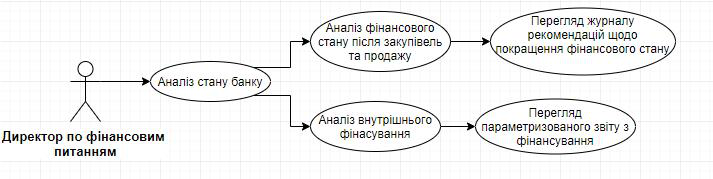 Директор по фінансовим
питанням
Аналіз стану банку
Аналіз фінансового
стану після закупівель
та продажу
Перегляд журналу
рекомендацій щодо
покращення фінансового стану
Аналіз внутрішнього
фінасування
Перегляд
параметризованого звіту з
фінансування